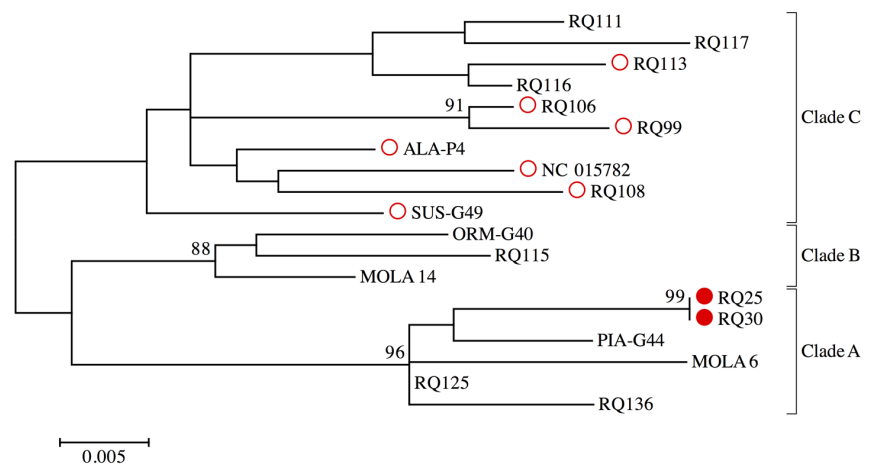 RQ111
RQ117
RQ113
RQ116
91
RQ106
RQ99
Clade C
ALA-P4
NC 015782
RQ108
SUS-G49
ORM-G40
88
RQ115
Clade B
MOLA 14
99
RQ25
RQ30
PIA-G44
96
Clade A
MOLA 6
RQ125
RQ136
0.005